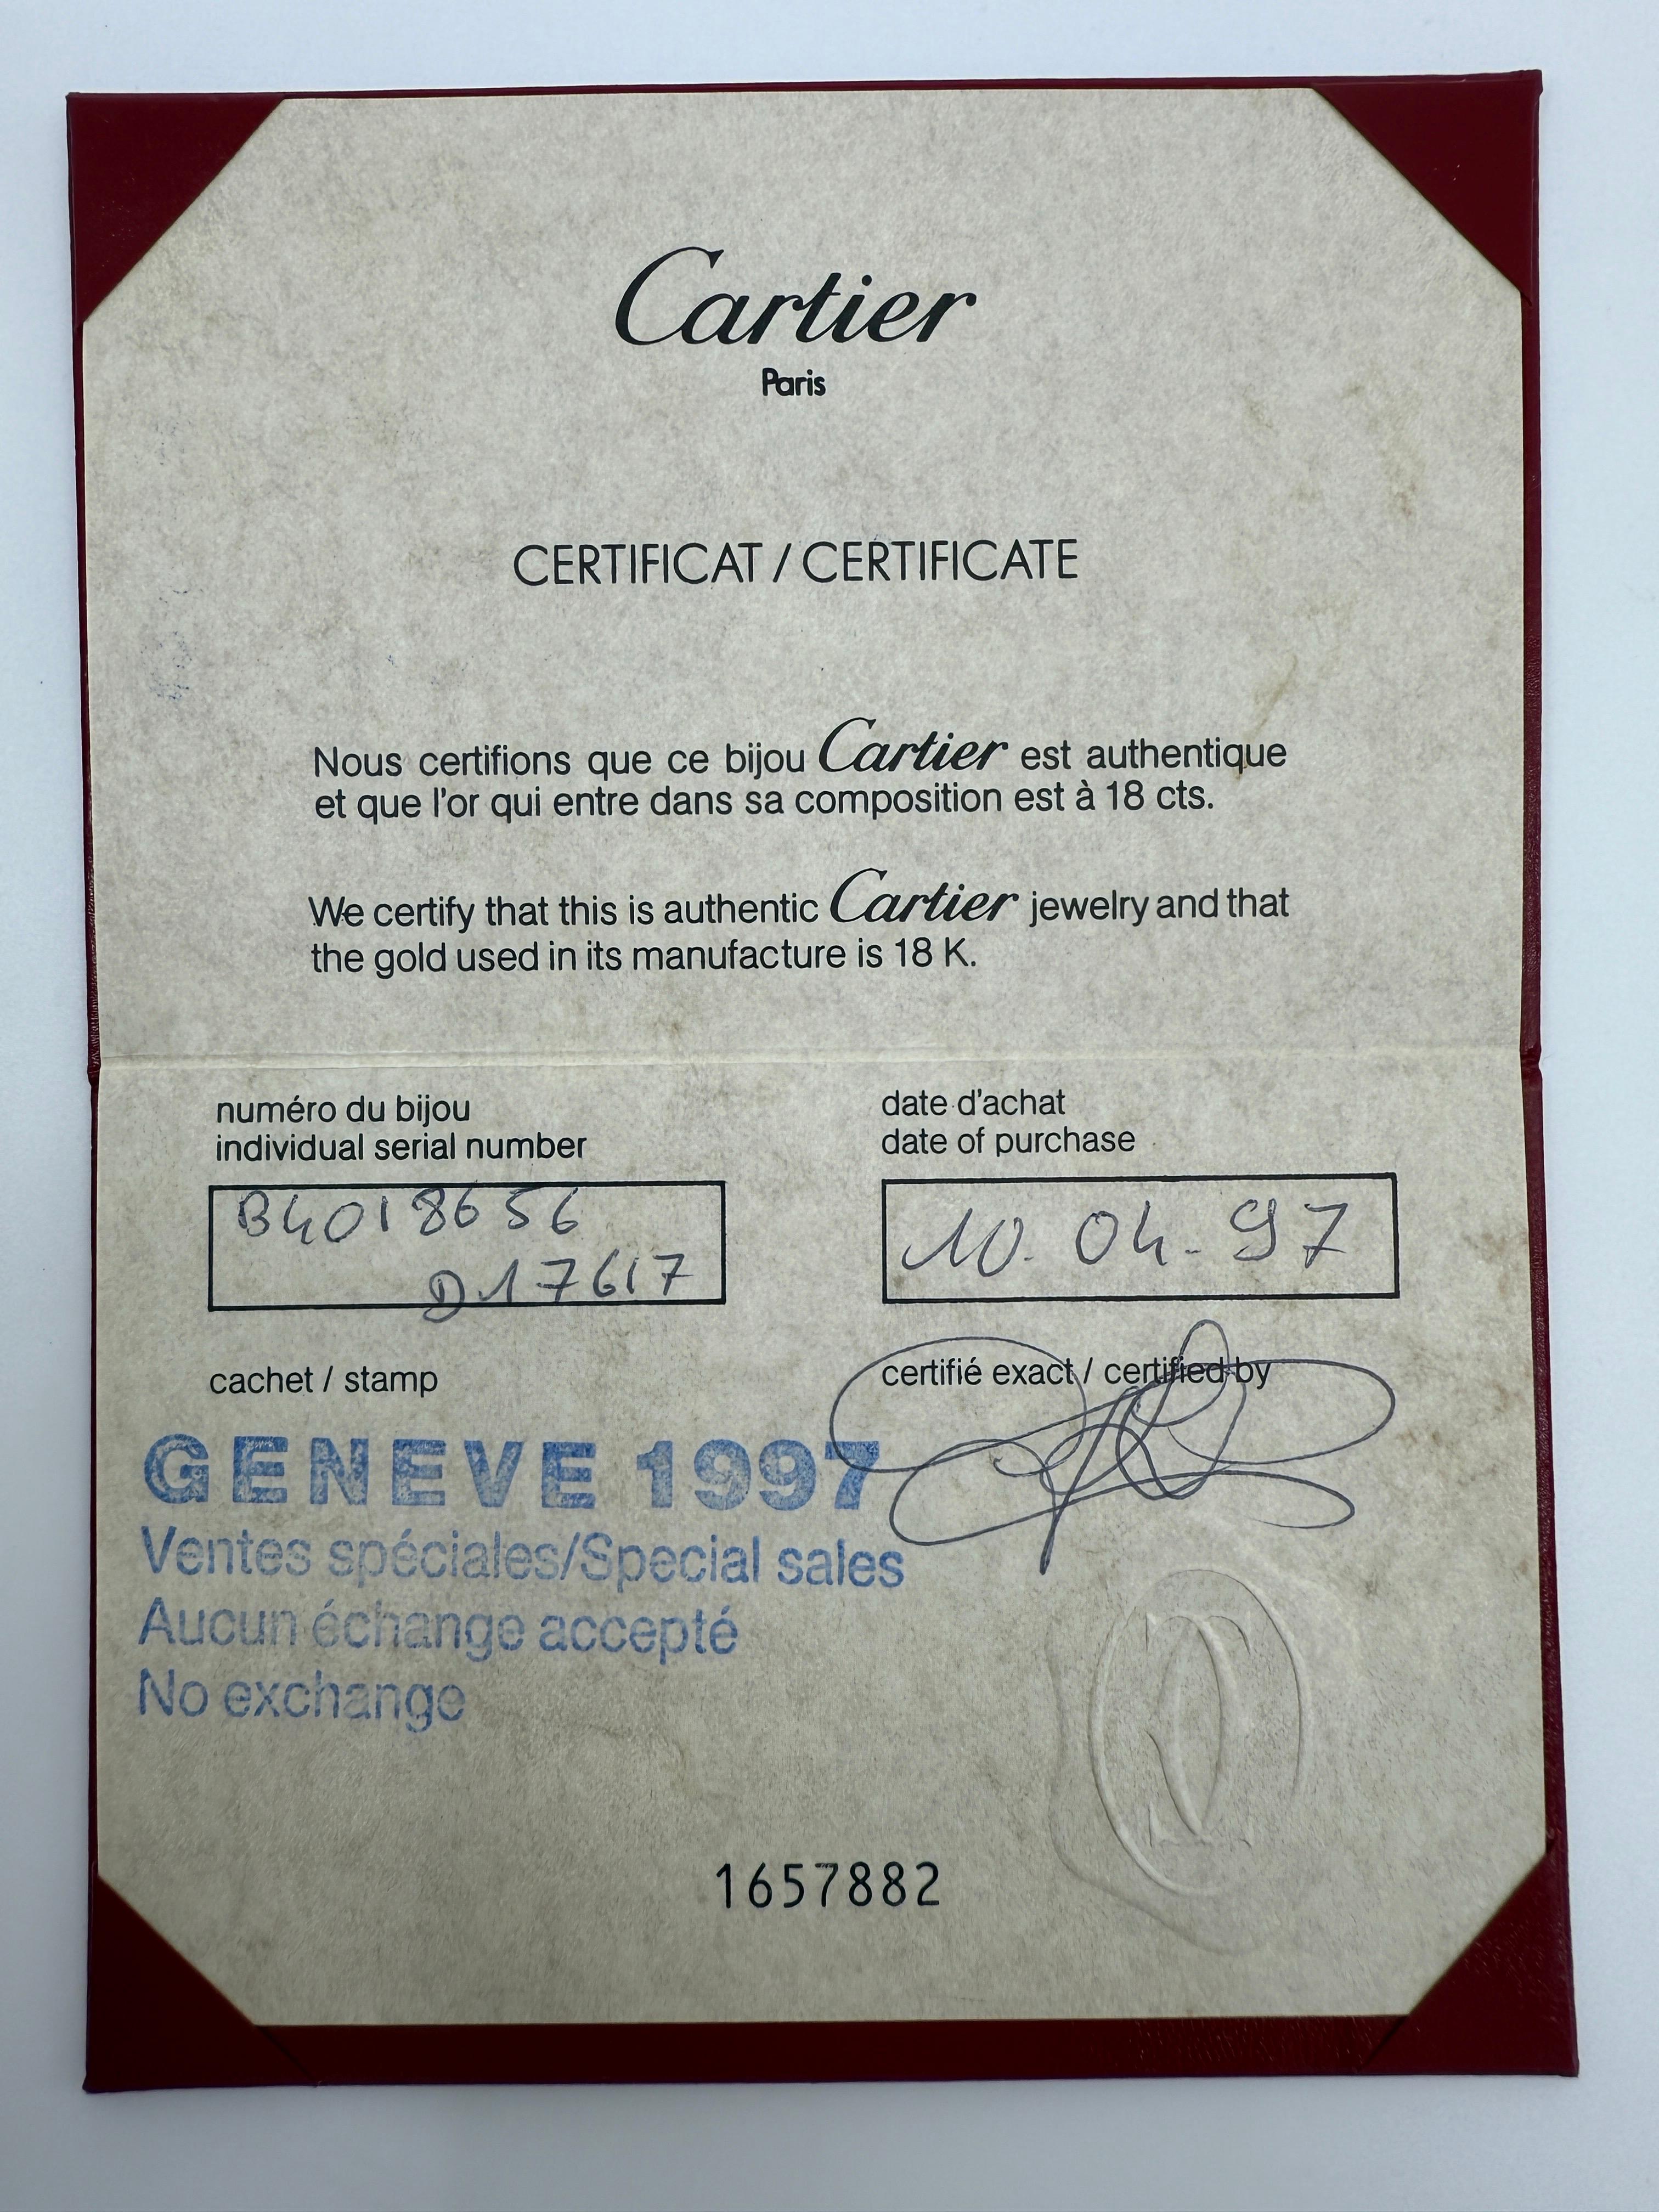 Cartier
Paris
CERTIFICAT / CERTIFICATE
Nous certifions que ce bijou Cartier est authentique
et que l'or qui entre dans sa composition est à 18 cts.
We certify that this is authentic Cartier jewelry and that
the gold used in its manufacture is 18 K.
numéro du bijou
individual serial number
B4018656
D17617
date d'achat
date of purchase
10. 04. 97
cachet / stamp
certifié exact / certified by
GENEVE 1997
Ventes spéciales/Special sales
Aucun échange accepté
No exchange
1657882